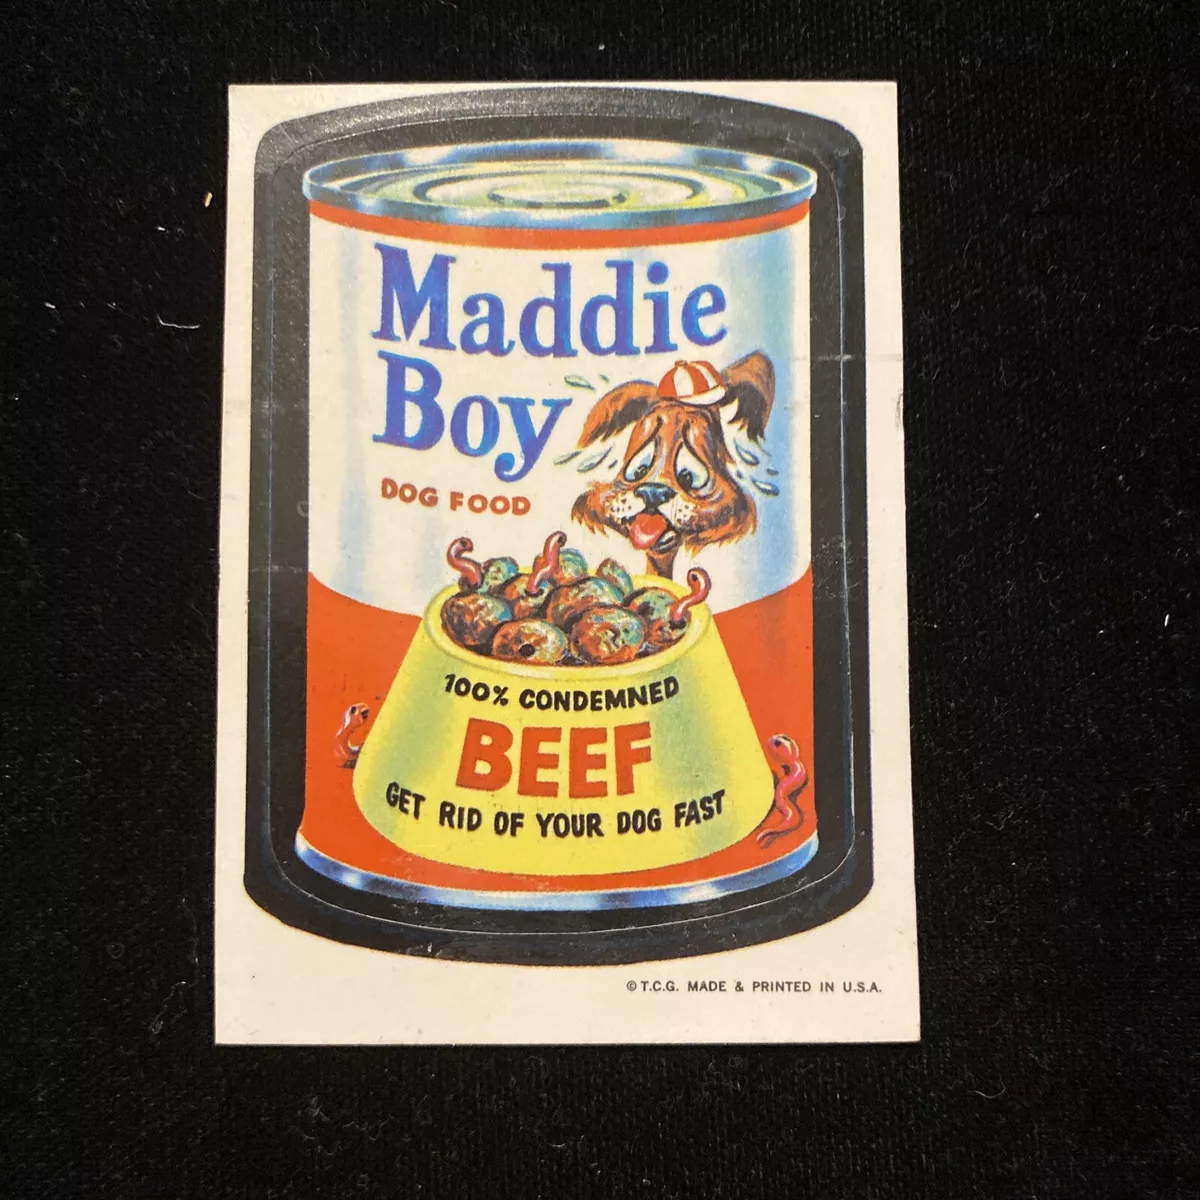 Maddie
Boy
DOG FOOD
100% CONDEMNED
BEEF
GET RID OF YOUR DOG FAST
© T.C.G. MADE & PRINTED IN U.S.A.